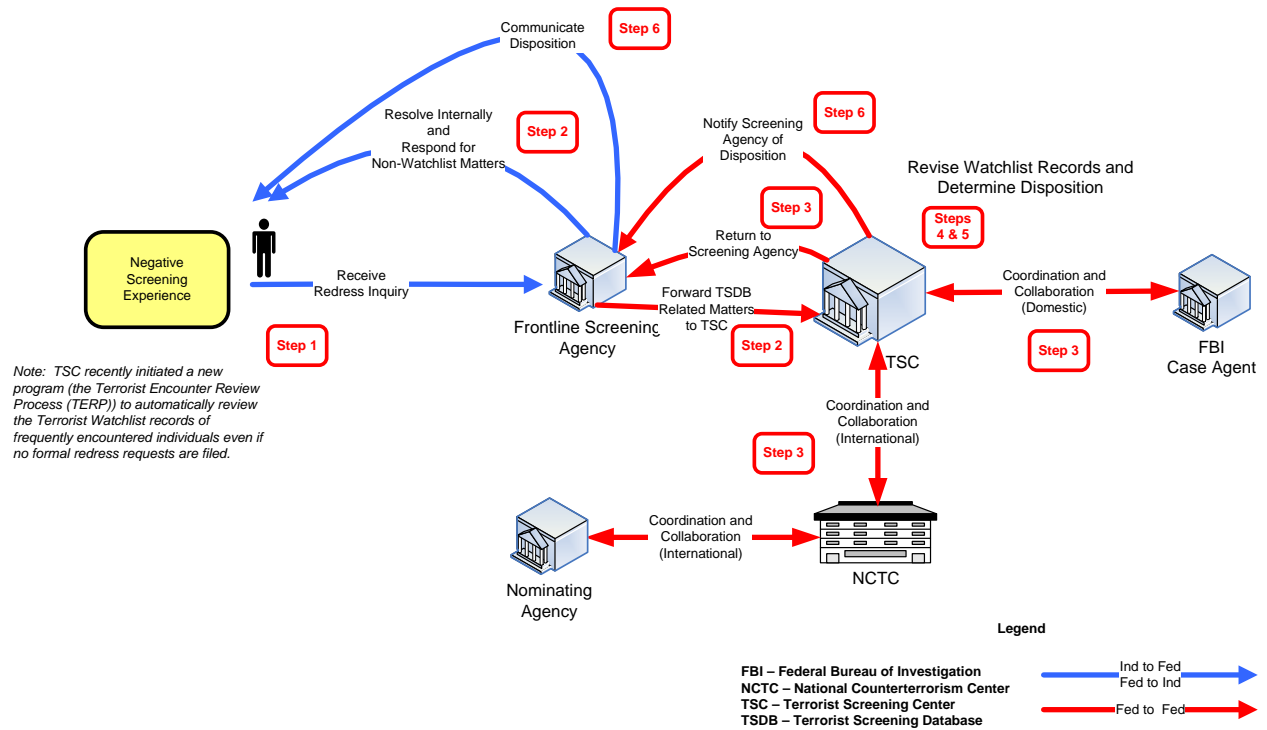 Communicate
Disposition
Step 6
Resolve Internally
and
Respond for
Non-Watchlist Matters
Step 2
Notify Screening
Agency of
Disposition
Step 6
Revise Watchlist Records and
Determine Disposition
Steps
4 & 5
Step 3
Return to
Screening Agency
Negative
Screening
Experience
Receive
Redress Inquiry
Step 1
Frontline Screening
Agency
Forward TSDB
Related Matters
to TSC
Step 2
TSC
Coordination and
Collaboration
(Domestic)
Step 3
FBI
Case Agent
Note:  TSC recently initiated a new
program (the Terrorist Encounter Review
Process (TERP)) to automatically review
the Terrorist Watchlist records of
frequently encountered individuals even if
no formal redress requests are filed.
Coordination and
Collaboration
(International)
Step 3
Nominating
Agency
Coordination and
Collaboration
(International)
NCTC
Legend
FBI – Federal Bureau of Investigation
NCTC – National Counterterrorism Center
TSC – Terrorist Screening Center
TSDB – Terrorist Screening Database
Ind to Fed
Fed to Ind
Fed to  Fed